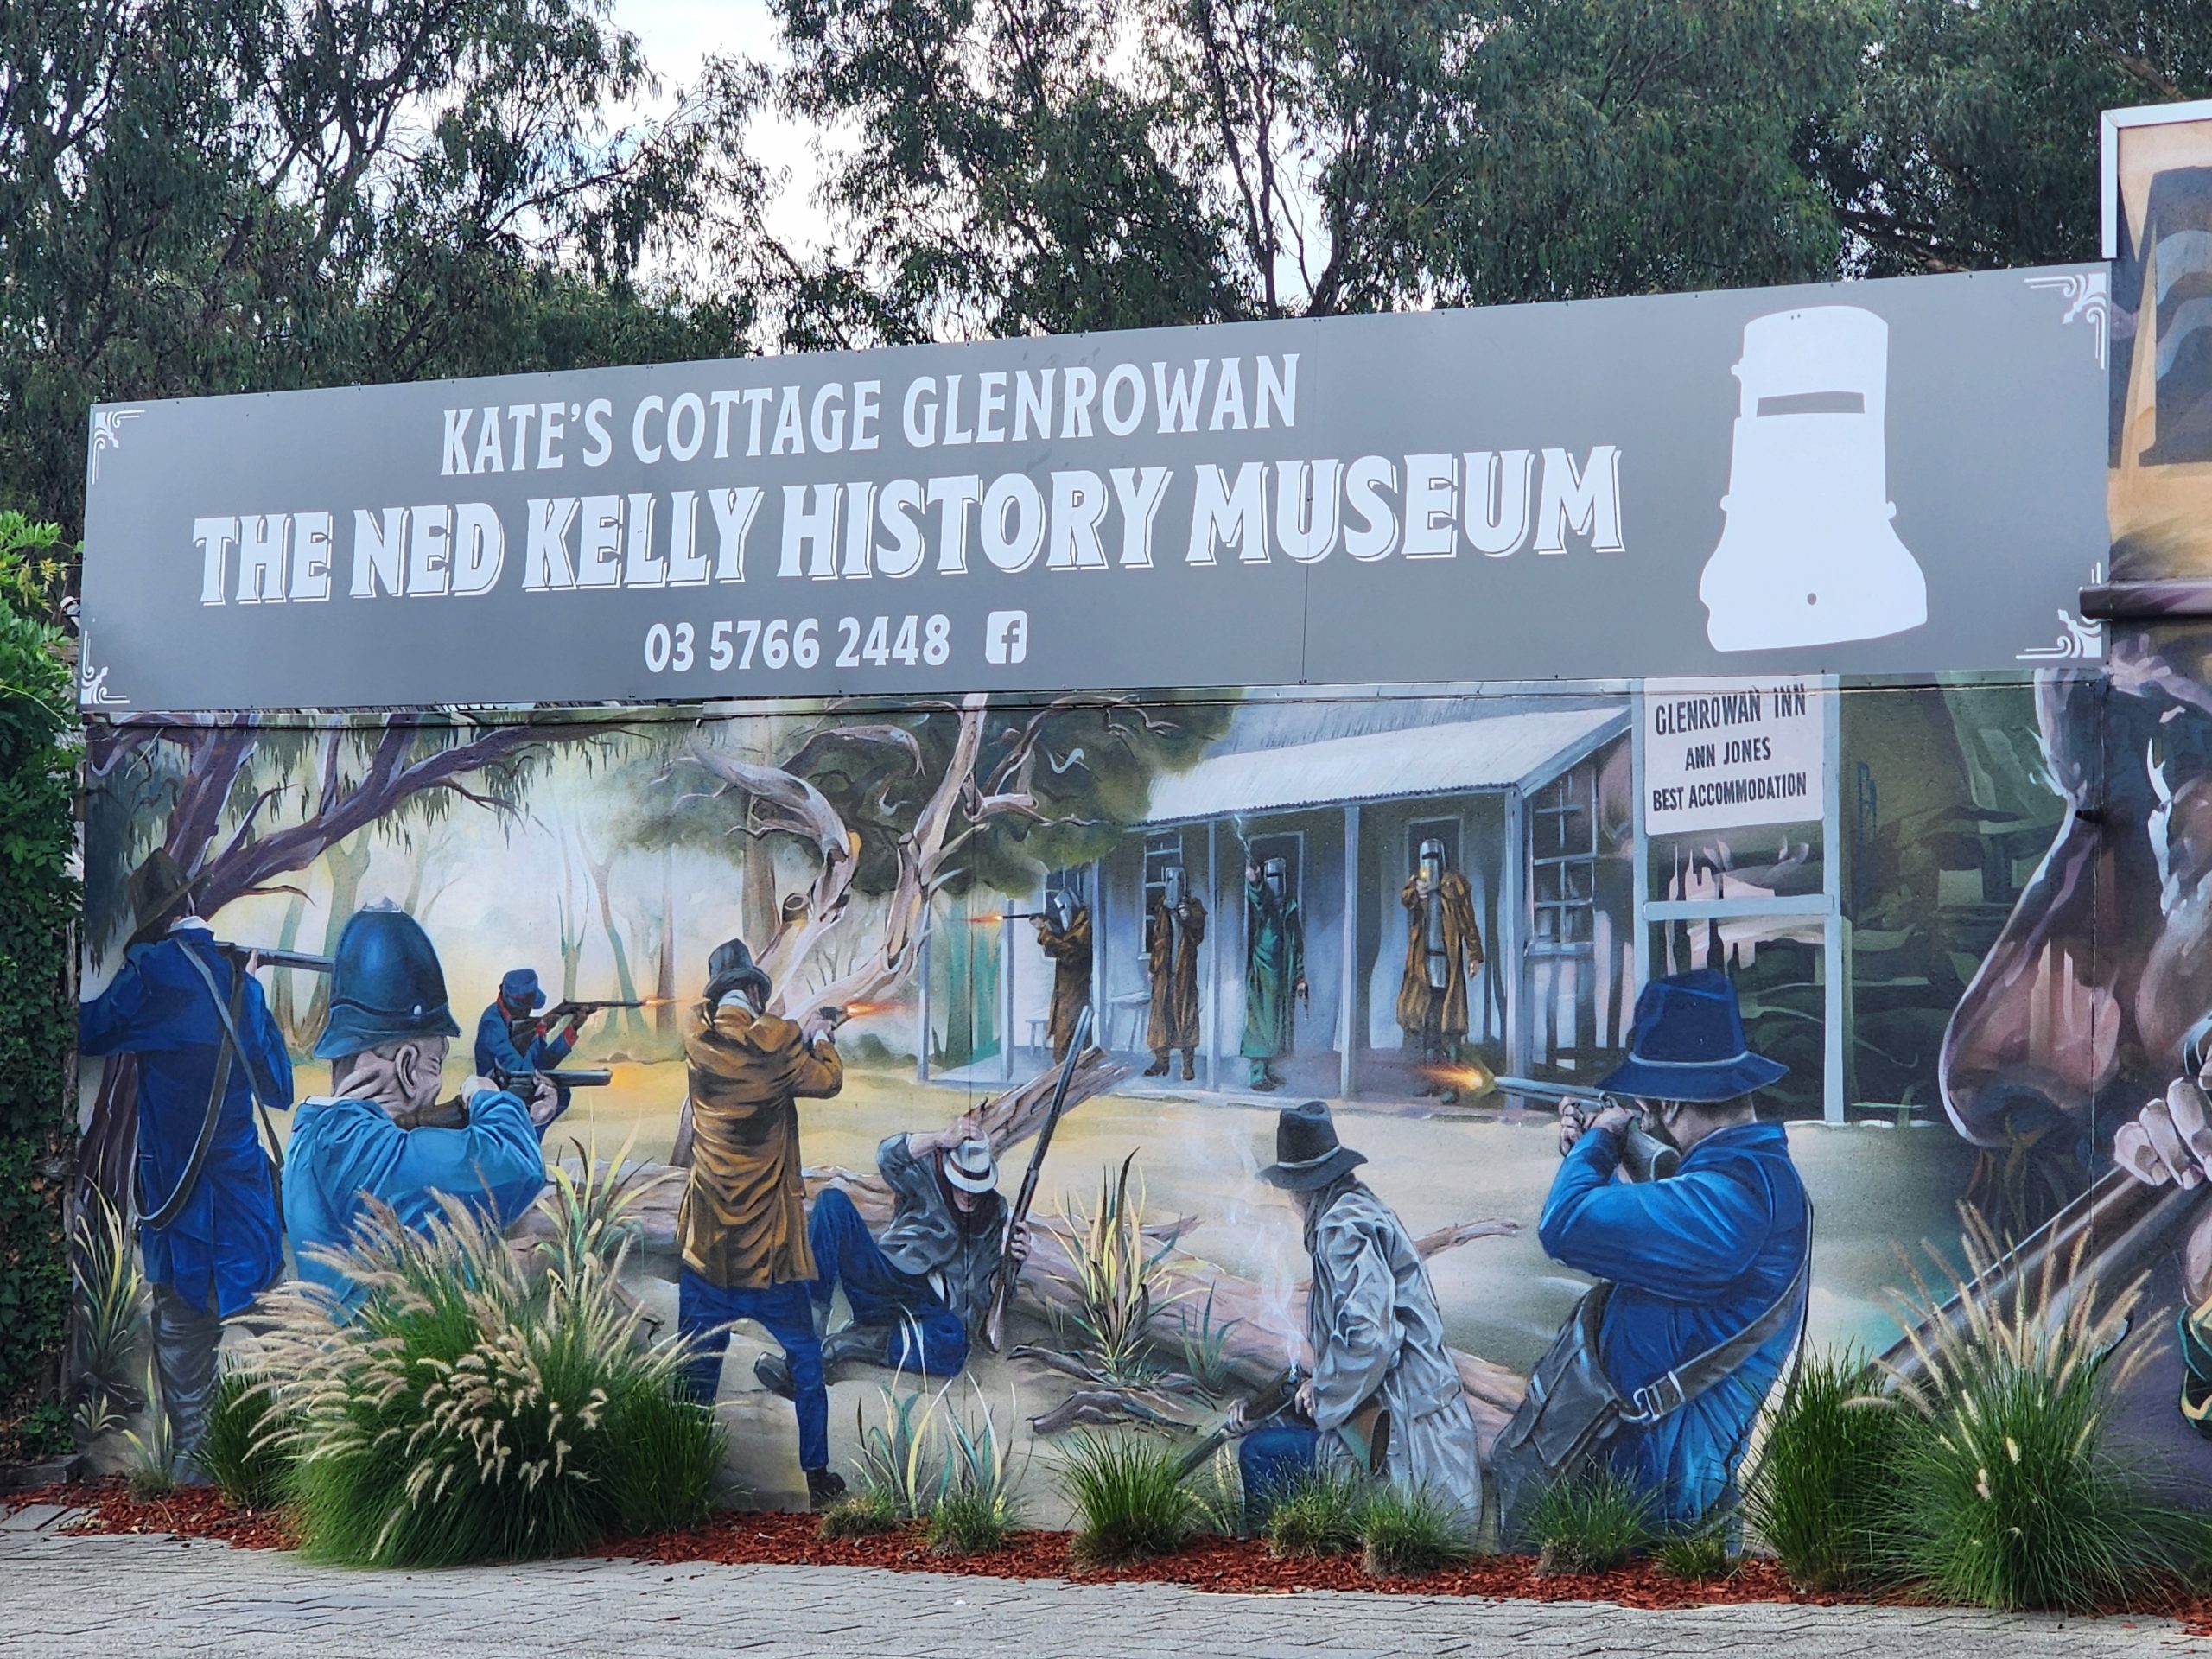 KATE'S COTTAGE GLENROWAN
THE NED KELLY HISTORY MUSEUM
03 5766 2448 f
GLENROWAN INN
ANN JONES
BEST ACCOMMODATION